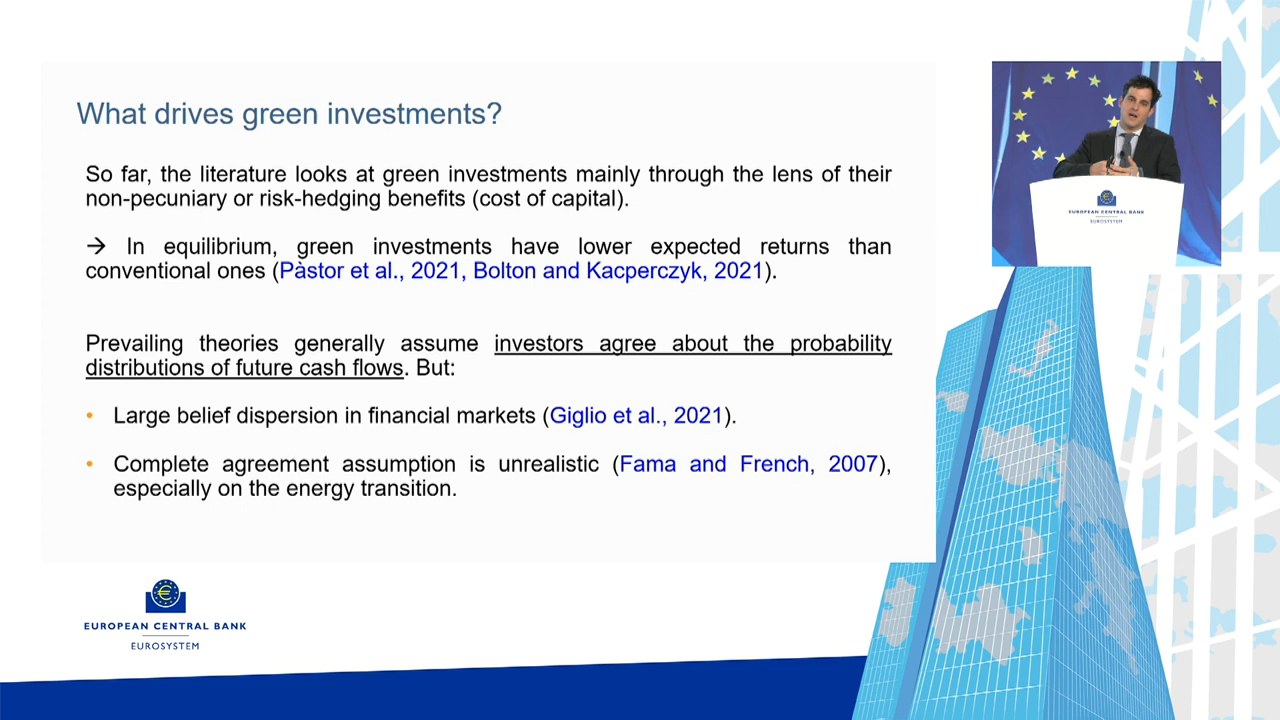 What drives green investments?
So far, the literature looks at green investments mainly through the lens of their
non-pecuniary or risk-hedging benefits (cost of capital).
→ In equilibrium, green investments have lower expected returns than
conventional ones (Pàstor et al., 2021, Bolton and Kacperczyk, 2021).
Prevailing theories generally assume investors agree about the probability
distributions of future cash flows. But:
• Large belief dispersion in financial markets (Giglio et al., 2021).
• Complete agreement assumption is unrealistic (Fama and French, 2007),
especially on the energy transition.
EUROPEAN CENTRAL BANK
EUROSYSTEM
EUROPEAN CENTRAL BANK
EUROSYSTEM